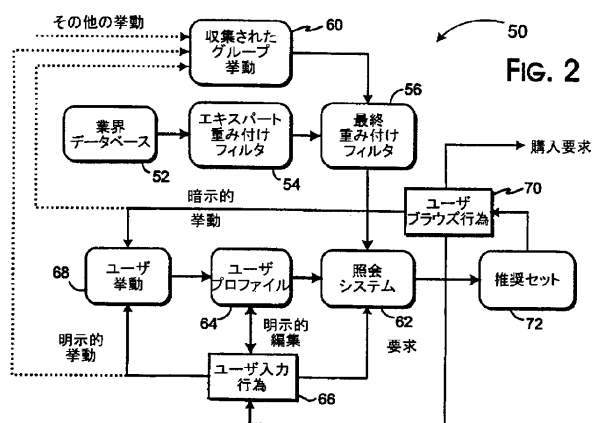 その他の挙動
収集された
グループ
挙動
60
50
FIG. 2
業界
データベース
52
エキスパート
重み付け
フィルタ
54
56
最終
重み付け
フィルタ
購入要求
暗示的
挙動
70
ユーザ
ブラウズ行為
68
ユーザ
挙動
ユーザ
プロファイル
64
照会
システム
62
推奨セット
72
明示的
挙動
明示的
編集
要求
ユーザ入力
行為
66